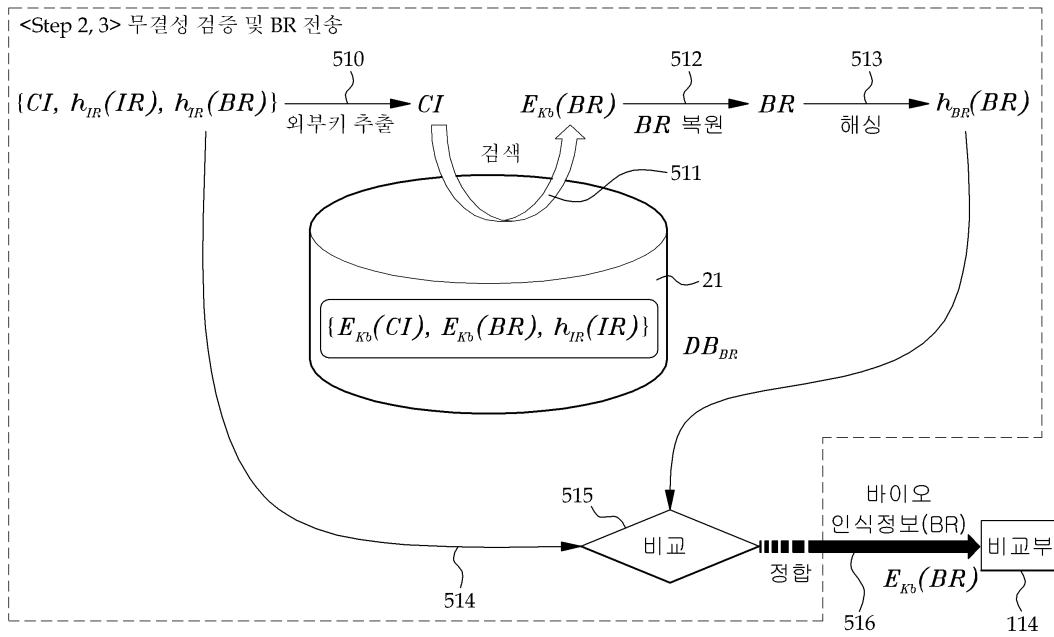 <Step 2, 3> 무결성 검증 및 BR 전송
510
512
513
{CI, h_IR(IR), h_IR(BR)}
CI
E_Kb(BR)
BR
h_BR(BR)
외부키 추출
BR 복원
해싱
검색
511
21
{E_Kb(CI), E_Kb(BR), h_IR(IR)}
DB_BR
515
바이오
인식정보(BR)
비교
비교부
정합
E_Kb(BR)
514
516
114